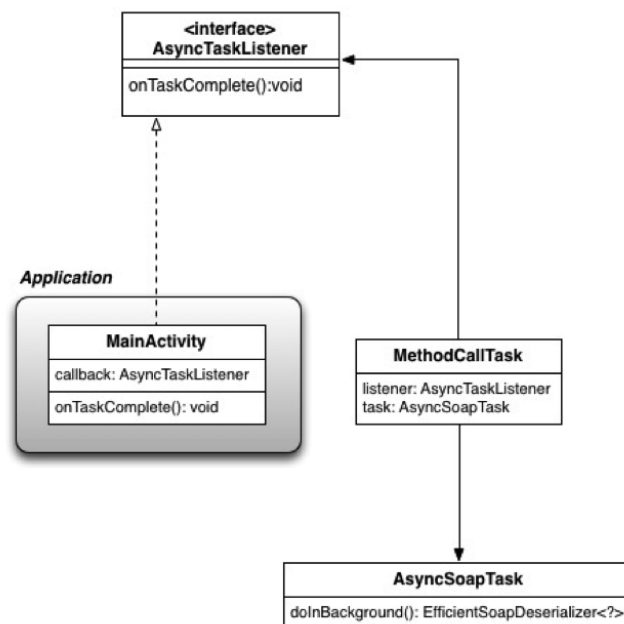 <interface>
AsyncTaskListener
onTaskComplete():void
Application
MainActivity
callback: AsyncTaskListener
onTaskComplete(): void
MethodCallTask
listener: AsyncTaskListener
task: AsyncSoapTask
AsyncSoapTask
doInBackground(): EfficientSoapDeserializer<?>